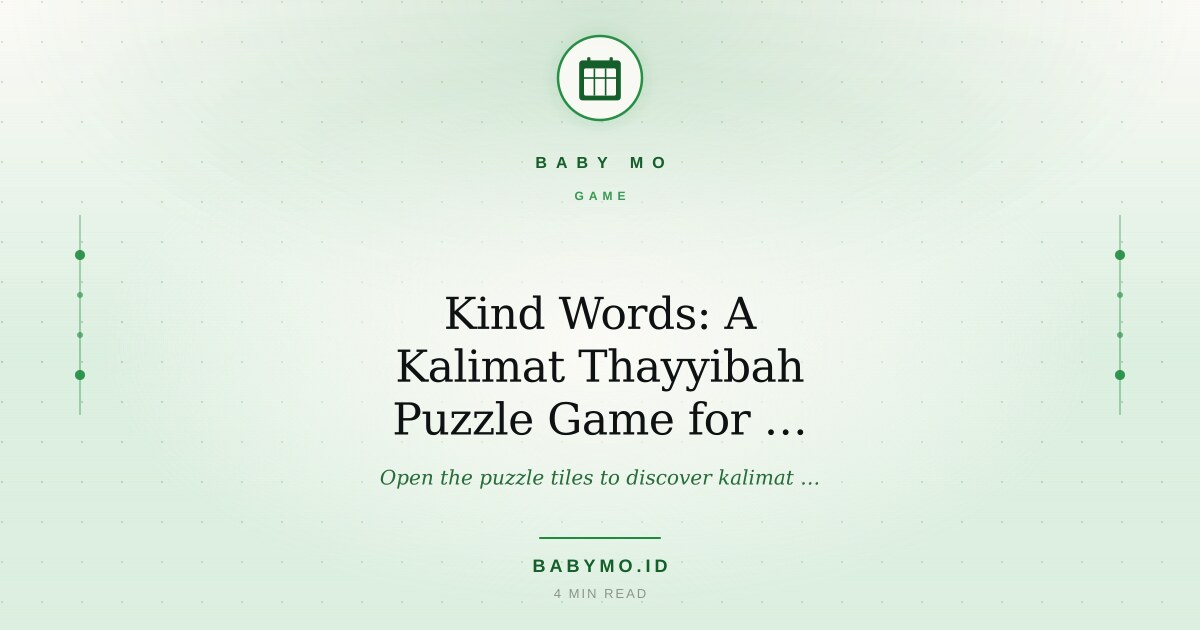 BABY MO
GAME
Kind Words: A
Kalimat Thayyibah
Puzzle Game for ...
Open the puzzle tiles to discover kalimat ...
BABYMO.ID
4 MIN READ